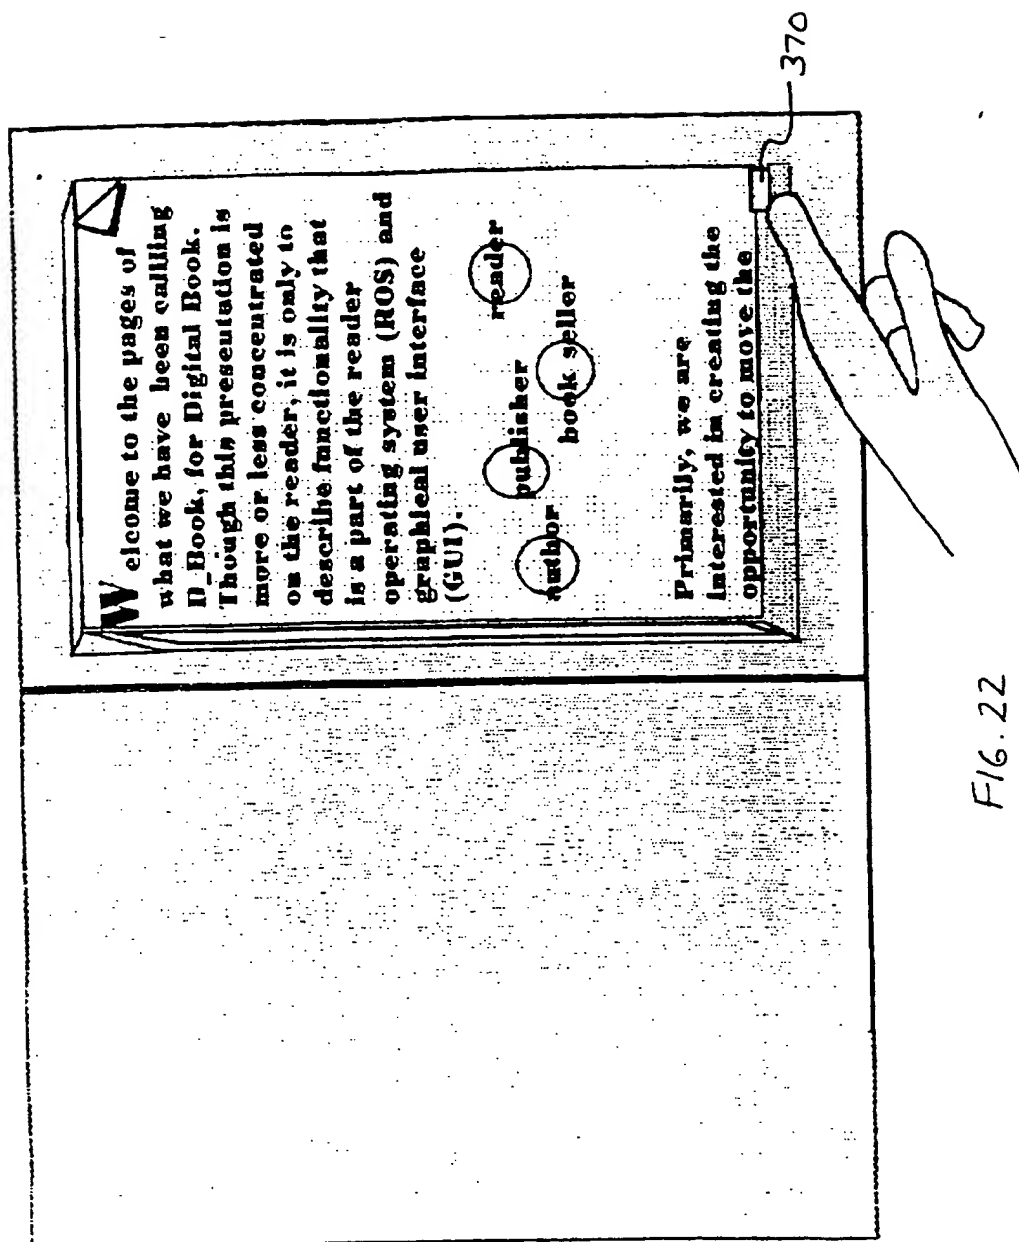 Welcome to the pages of
what we have been callling
D_Book, for Digital Book.
Though this presentation is
more or less concentrated
on the reader, it is only to
describe functionality that
is a part of the reader
operating system (ROS) and
graphical user interface
(GUI).
author publisher book seller reader
Primarily, we are
interested in creating the
opportunity to move the
370
FIG. 22